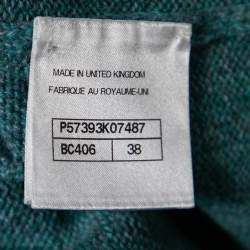 MADE IN UNITED KINGDOM
FABRIQUE AU ROYAUME-UNI
P57393K07487
BC406 38